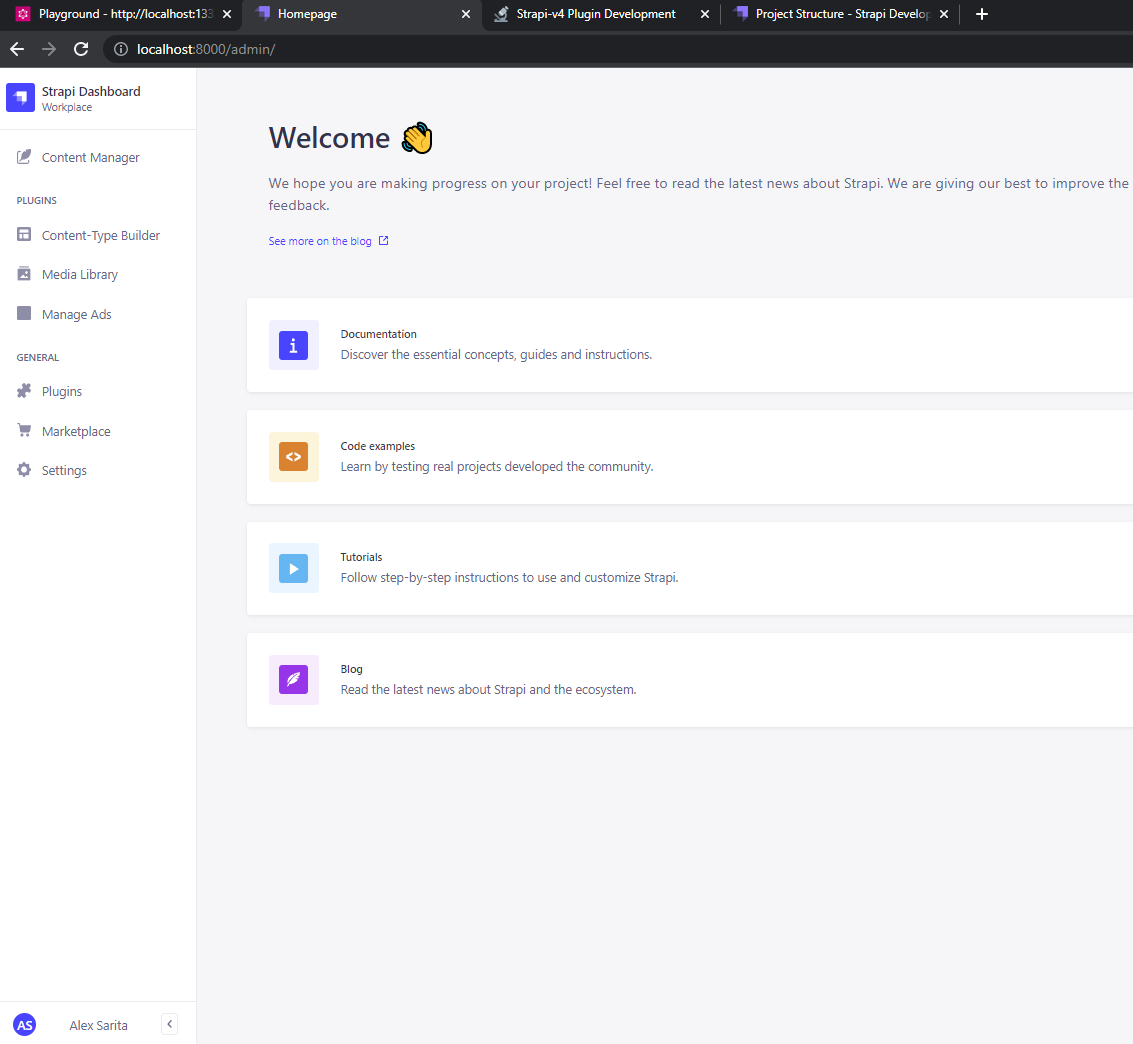 Playground - http://localhost:133
Homepage
Strapi-v4 Plugin Development
Project Structure - Strapi Develop
localhost:8000/admin/
Strapi Dashboard
Workplace
Content Manager
PLUGINS
Content-Type Builder
Media Library
Manage Ads
GENERAL
Plugins
Marketplace
Settings
AS
Alex Sarita
Welcome
We hope you are making progress on your project! Feel free to read the latest news about Strapi. We are giving our best to improve the
feedback.
See more on the blog
Documentation
Discover the essential concepts, guides and instructions.
Code examples
Learn by testing real projects developed the community.
Tutorials
Follow step-by-step instructions to use and customize Strapi.
Blog
Read the latest news about Strapi and the ecosystem.